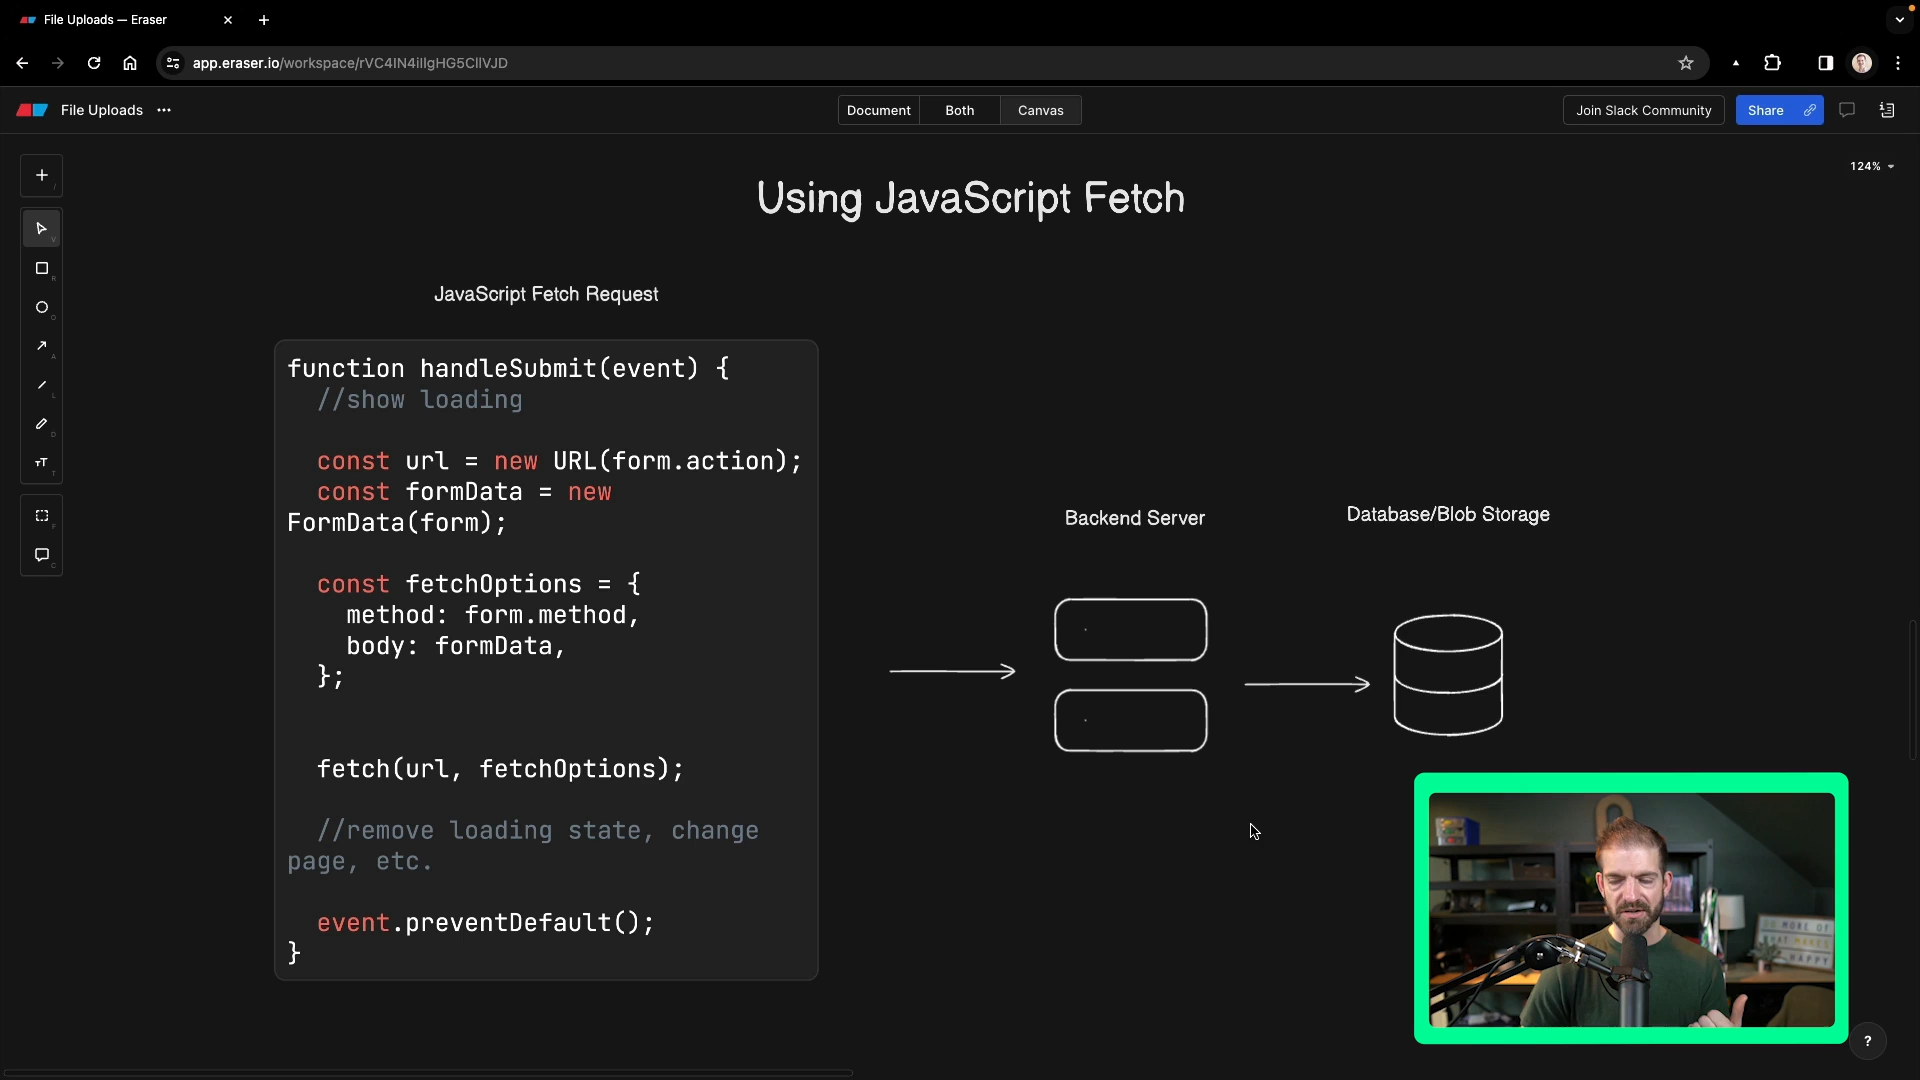 File Uploads — Eraser
app.eraser.io/workspace/rVC4IN4iIlgHG5ClIVJD
File Uploads
Document
Both
Canvas
Join Slack Community
Share
124%
Using JavaScript Fetch
JavaScript Fetch Request
function handleSubmit(event) {
//show loading
const url = new URL(form.action);
const formData = new
FormData(form);
const fetchOptions = {
method: form.method,
body: formData,
};
fetch(url, fetchOptions);
//remove loading state, change
page, etc.
event.preventDefault();
}
Backend Server
Database/Blob Storage
V
R
O
A
L
D
T
F
C
?